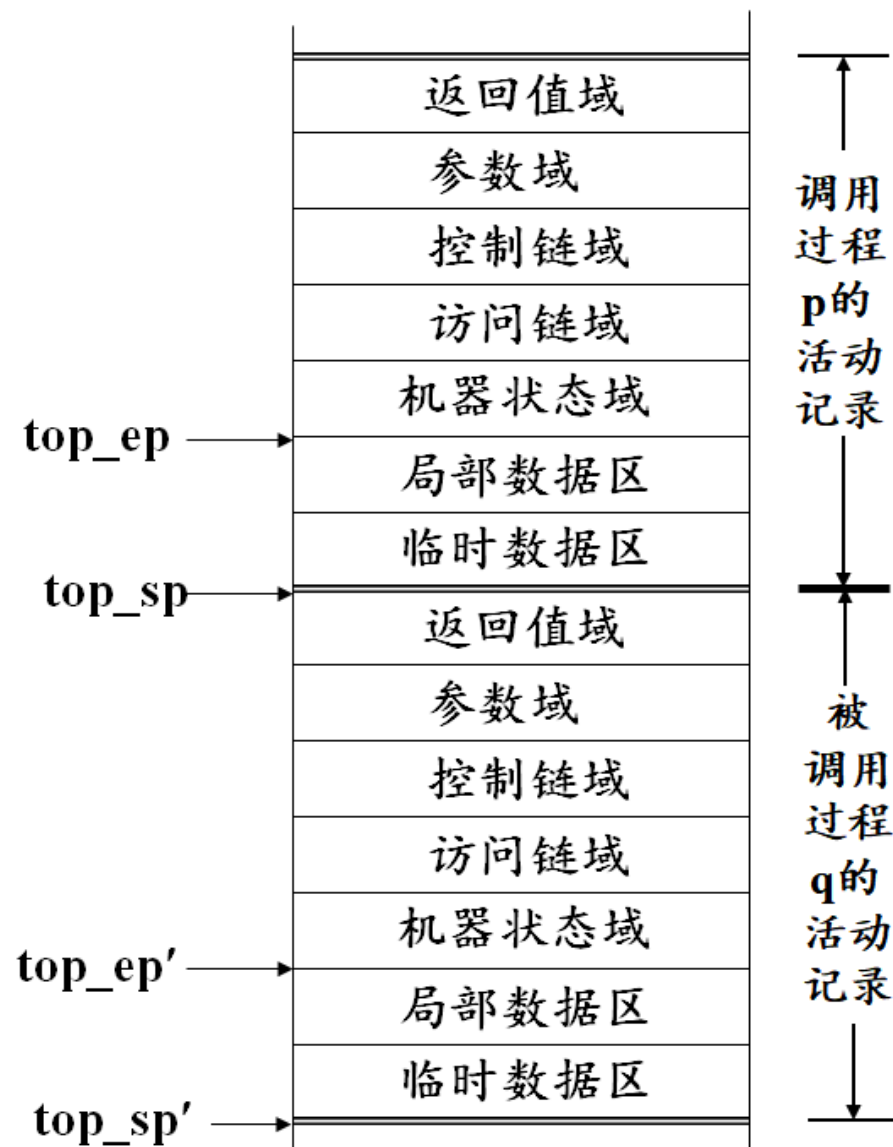 返回值域
参数域
控制链域
访问链域
机器状态域
top_ep
局部数据区
临时数据区
top_sp
调用
过程
p的
活动
记录
返回值域
参数域
控制链域
访问链域
机器状态域
top_ep′
局部数据区
临时数据区
top_sp′
被
调用
过程
q的
活动
记录